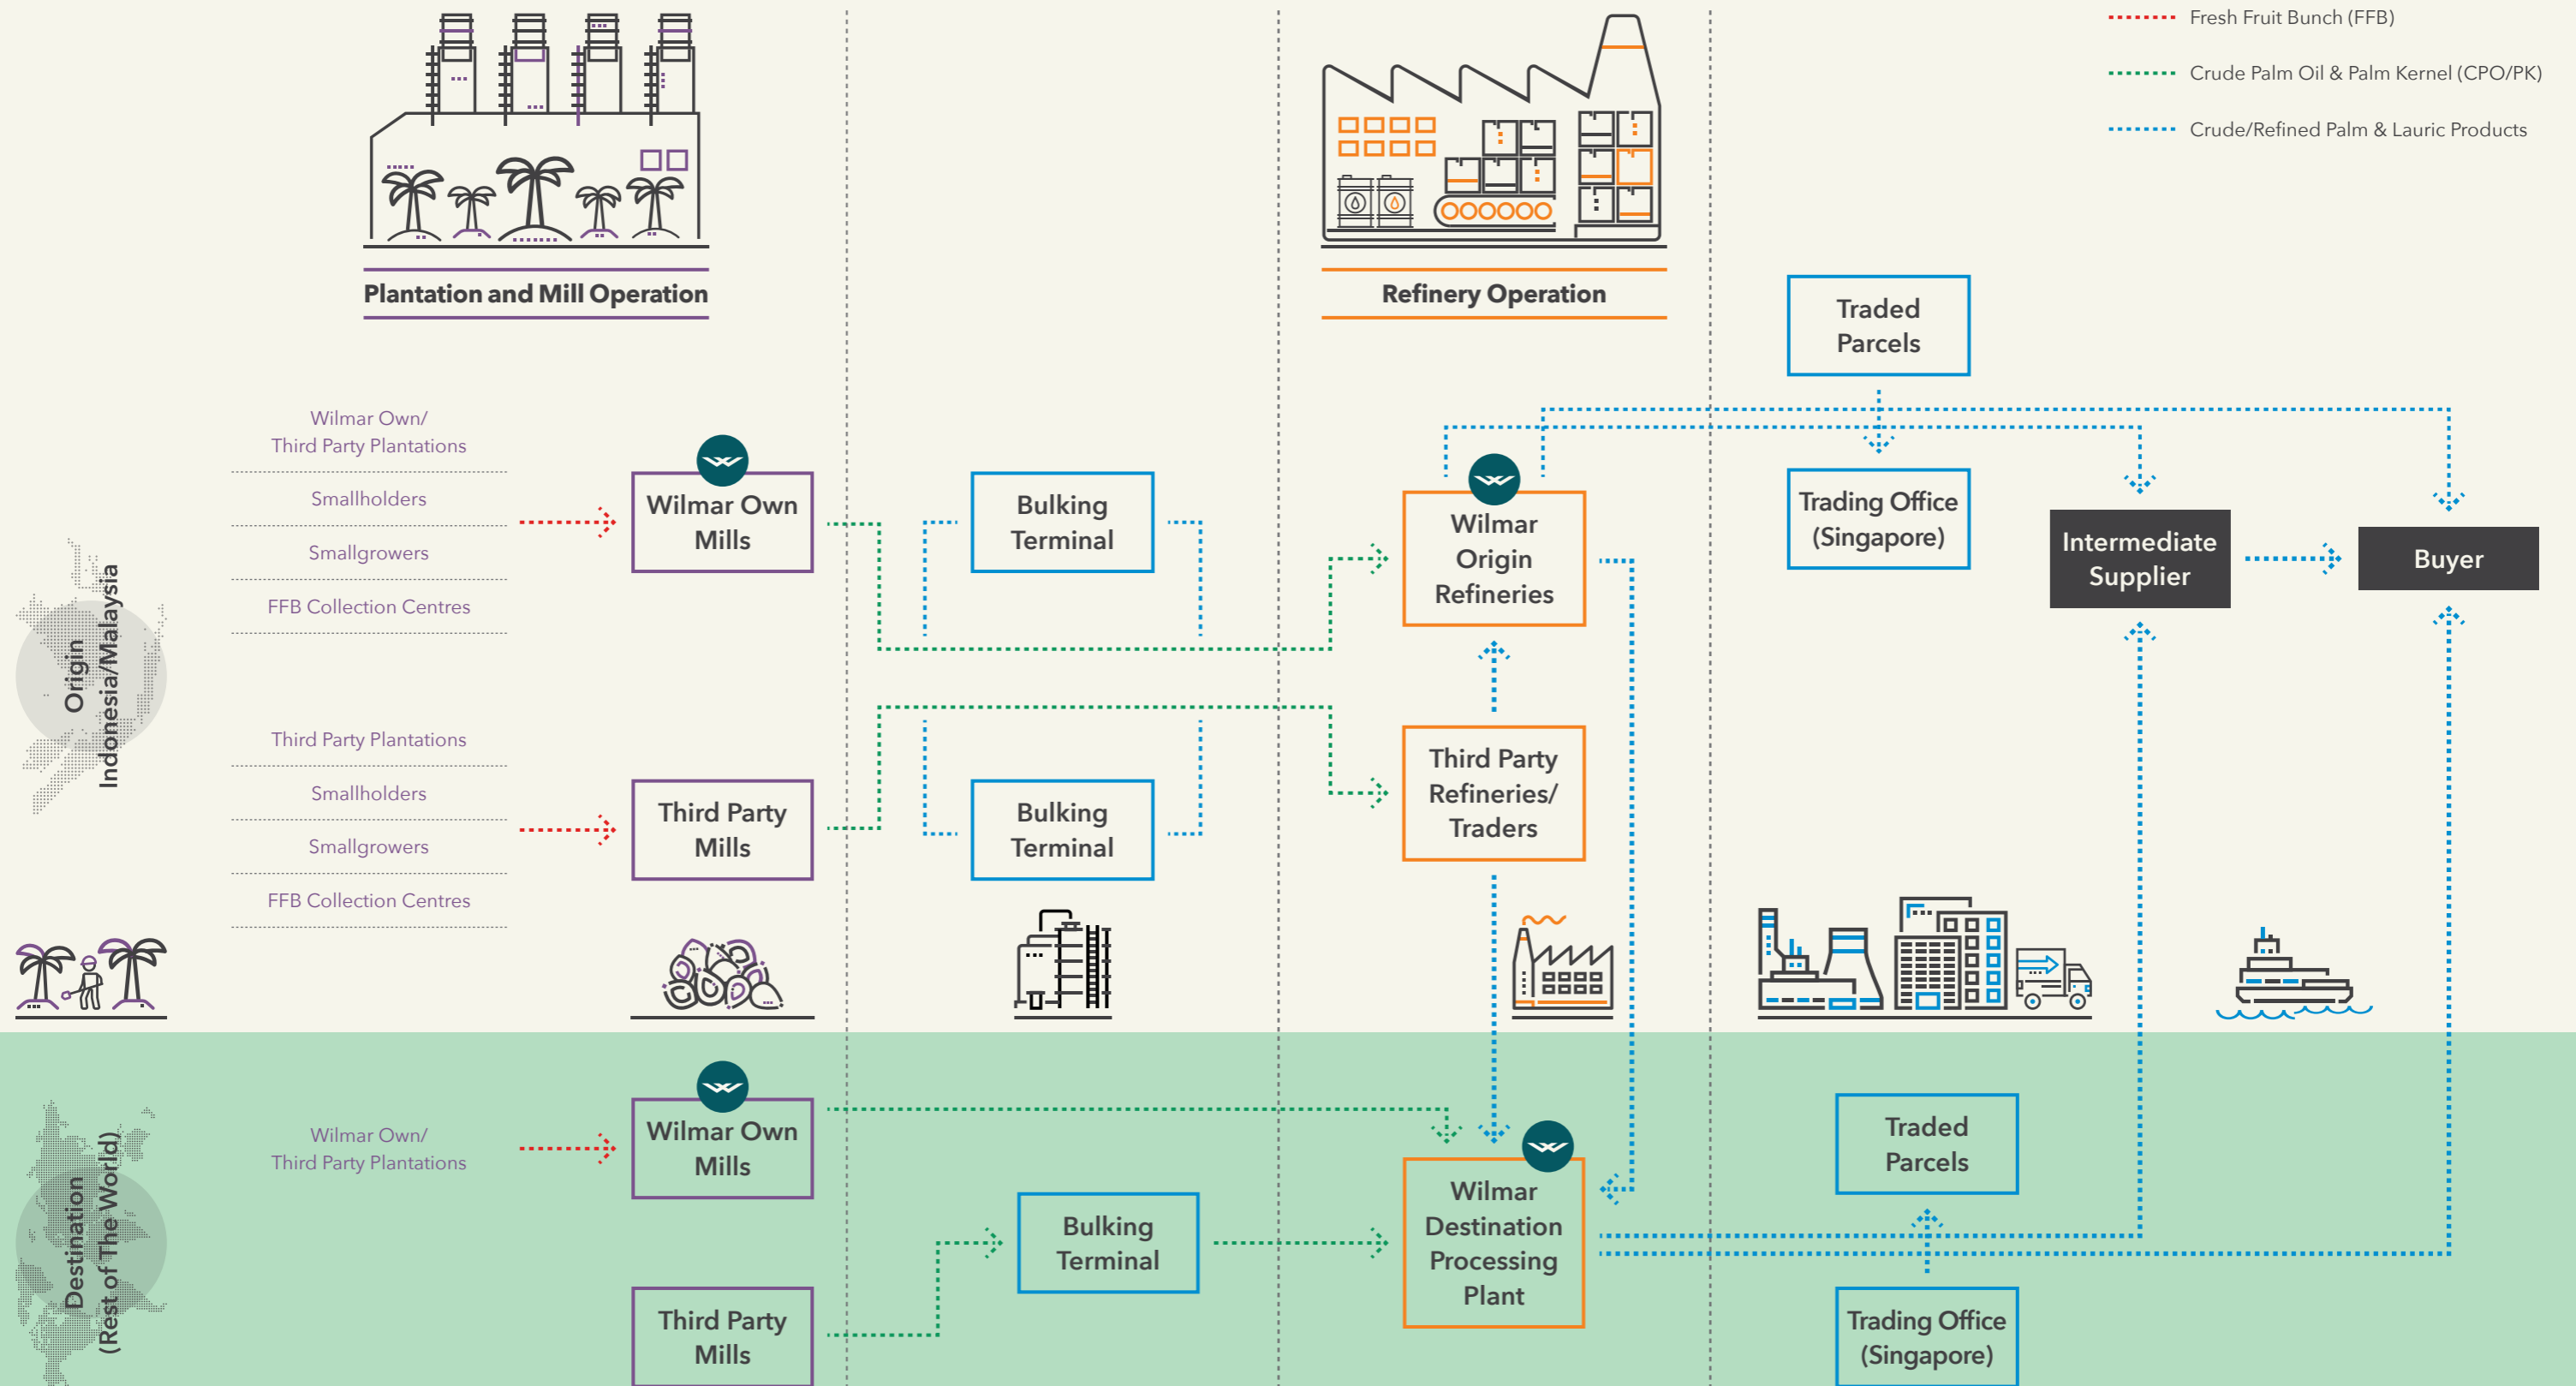 Fresh Fruit Bunch (FFB)
Crude Palm Oil & Palm Kernel (CPO/PK)
Crude/Refined Palm & Lauric Products
Plantation and Mill Operation
Refinery Operation
Traded
Parcels
Wilmar Own/
Third Party Plantations
Smallholders
Smallgrowers
FFB Collection Centres
Wilmar Own
Mills
Bulking
Terminal
Wilmar
Origin
Refineries
Trading Office
(Singapore)
Intermediate
Supplier
Buyer
Origin
Indonesia/Malaysia
Third Party Plantations
Smallholders
Smallgrowers
FFB Collection Centres
Third Party
Mills
Bulking
Terminal
Third Party
Refineries/
Traders
Destination
(Rest of The World)
Wilmar Own/
Third Party Plantations
Wilmar Own
Mills
Third Party
Mills
Bulking
Terminal
Wilmar
Destination
Processing
Plant
Traded
Parcels
Trading Office
(Singapore)